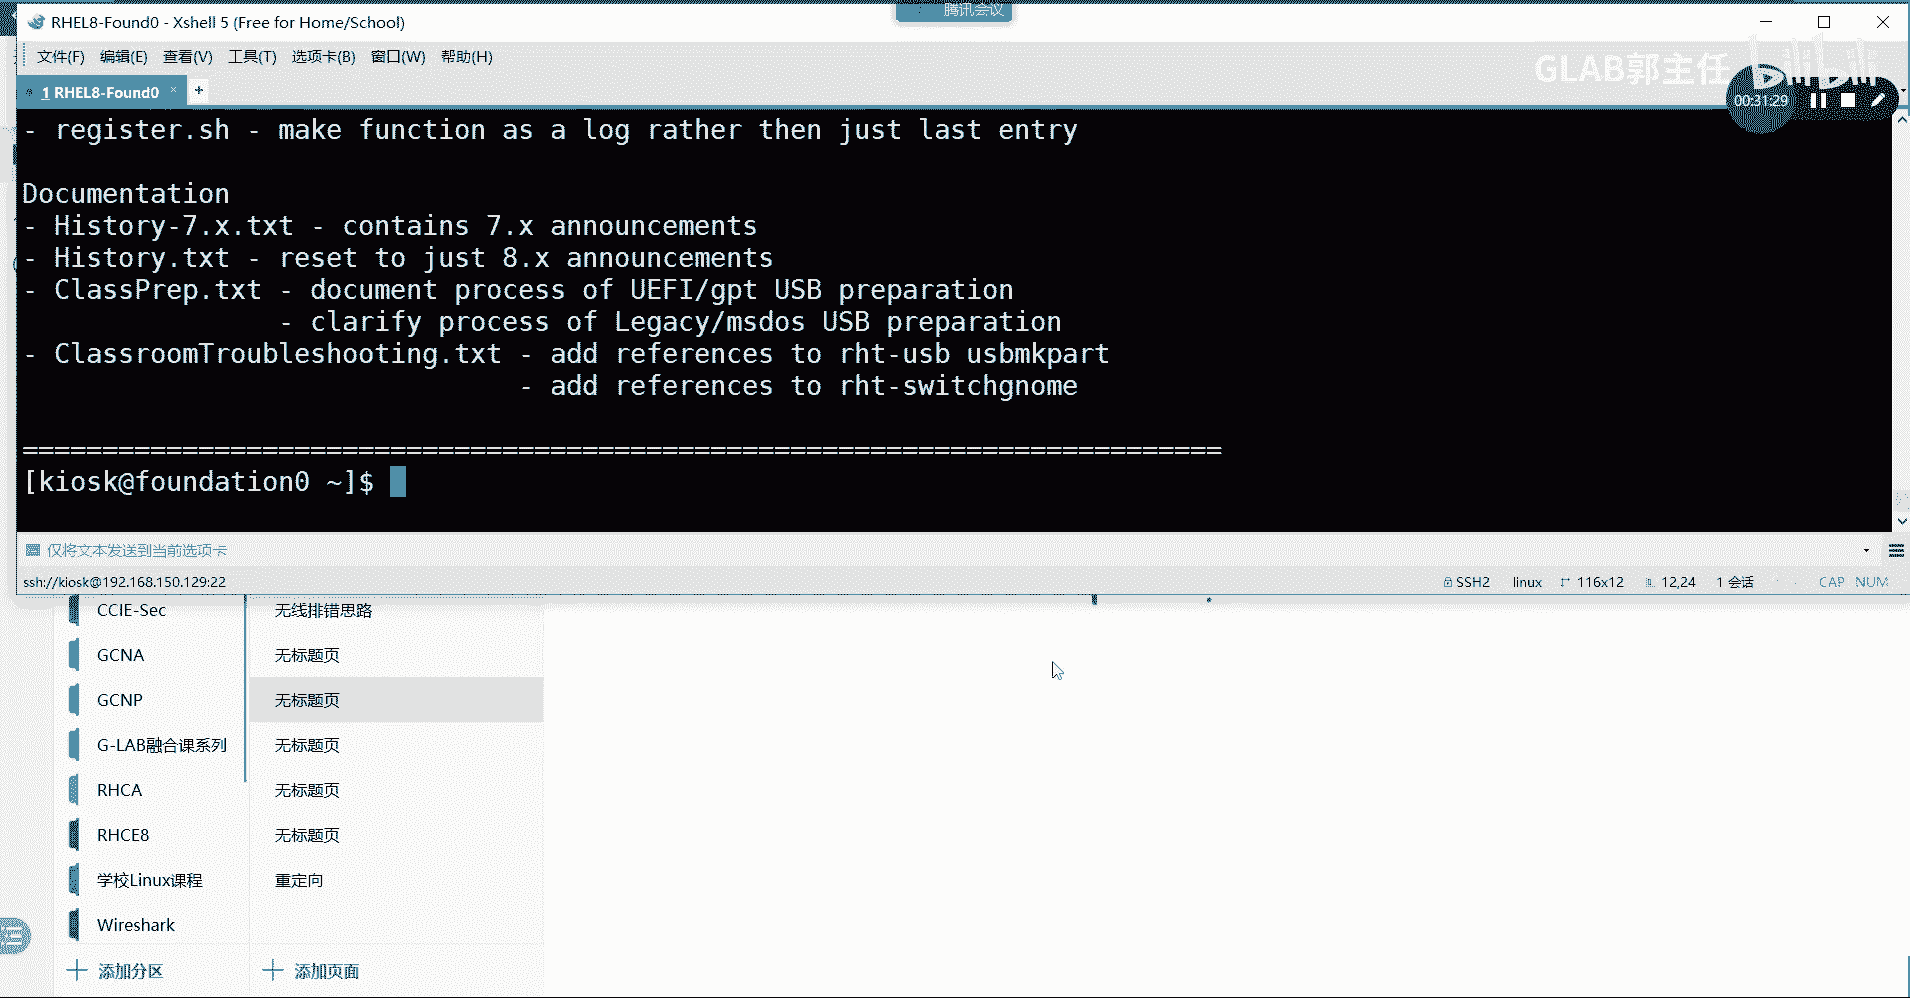 腾讯会议
RHEL8-Found0 - Xshell 5 (Free for Home/School)
文件(F) 编辑(E) 查看(V) 工具(T) 选项卡(B) 窗口(W) 帮助(H)
GLAB郭主任 bilibili
1 RHEL8-Found0 × +
00:31:29
- register.sh - make function as a log rather then just last entry
Documentation
- History-7.x.txt - contains 7.x announcements
- History.txt - reset to just 8.x announcements
- ClassPrep.txt - document process of UEFI/gpt USB preparation
- clarify process of Legacy/msdos USB preparation
- ClassroomTroubleshooting.txt - add references to rht-usb usbmkpart
- add references to rht-switchgnome
===========================================================================
[kiosk@foundation0 ~]$
仅将文本发送到当前选项卡
ssh://kiosk@192.168.150.129:22 SSH2 linux 116x12 12,24 1 会话 CAP NUM
CCIE-Sec 无线排错思路
GCNA 无标题页
GCNP 无标题页
G-LAB融合课系列 无标题页
RHCA 无标题页
RHCE8 无标题页
学校Linux课程 重定向
Wireshark
添加分区 添加页面